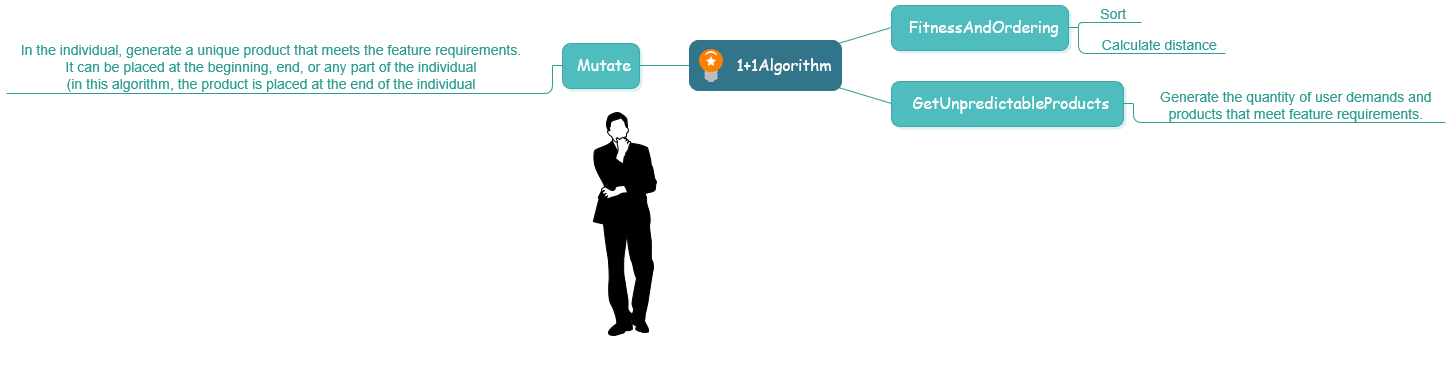 In the individual, generate a unique product that meets the feature requirements.
It can be placed at the beginning, end, or any part of the individual
(in this algorithm, the product is placed at the end of the individual
Mutate
1+1Algorithm
FitnessAndOrdering
Sort
Calculate distance
GetUnpredictableProducts
Generate the quantity of user demands and
products that meet feature requirements.